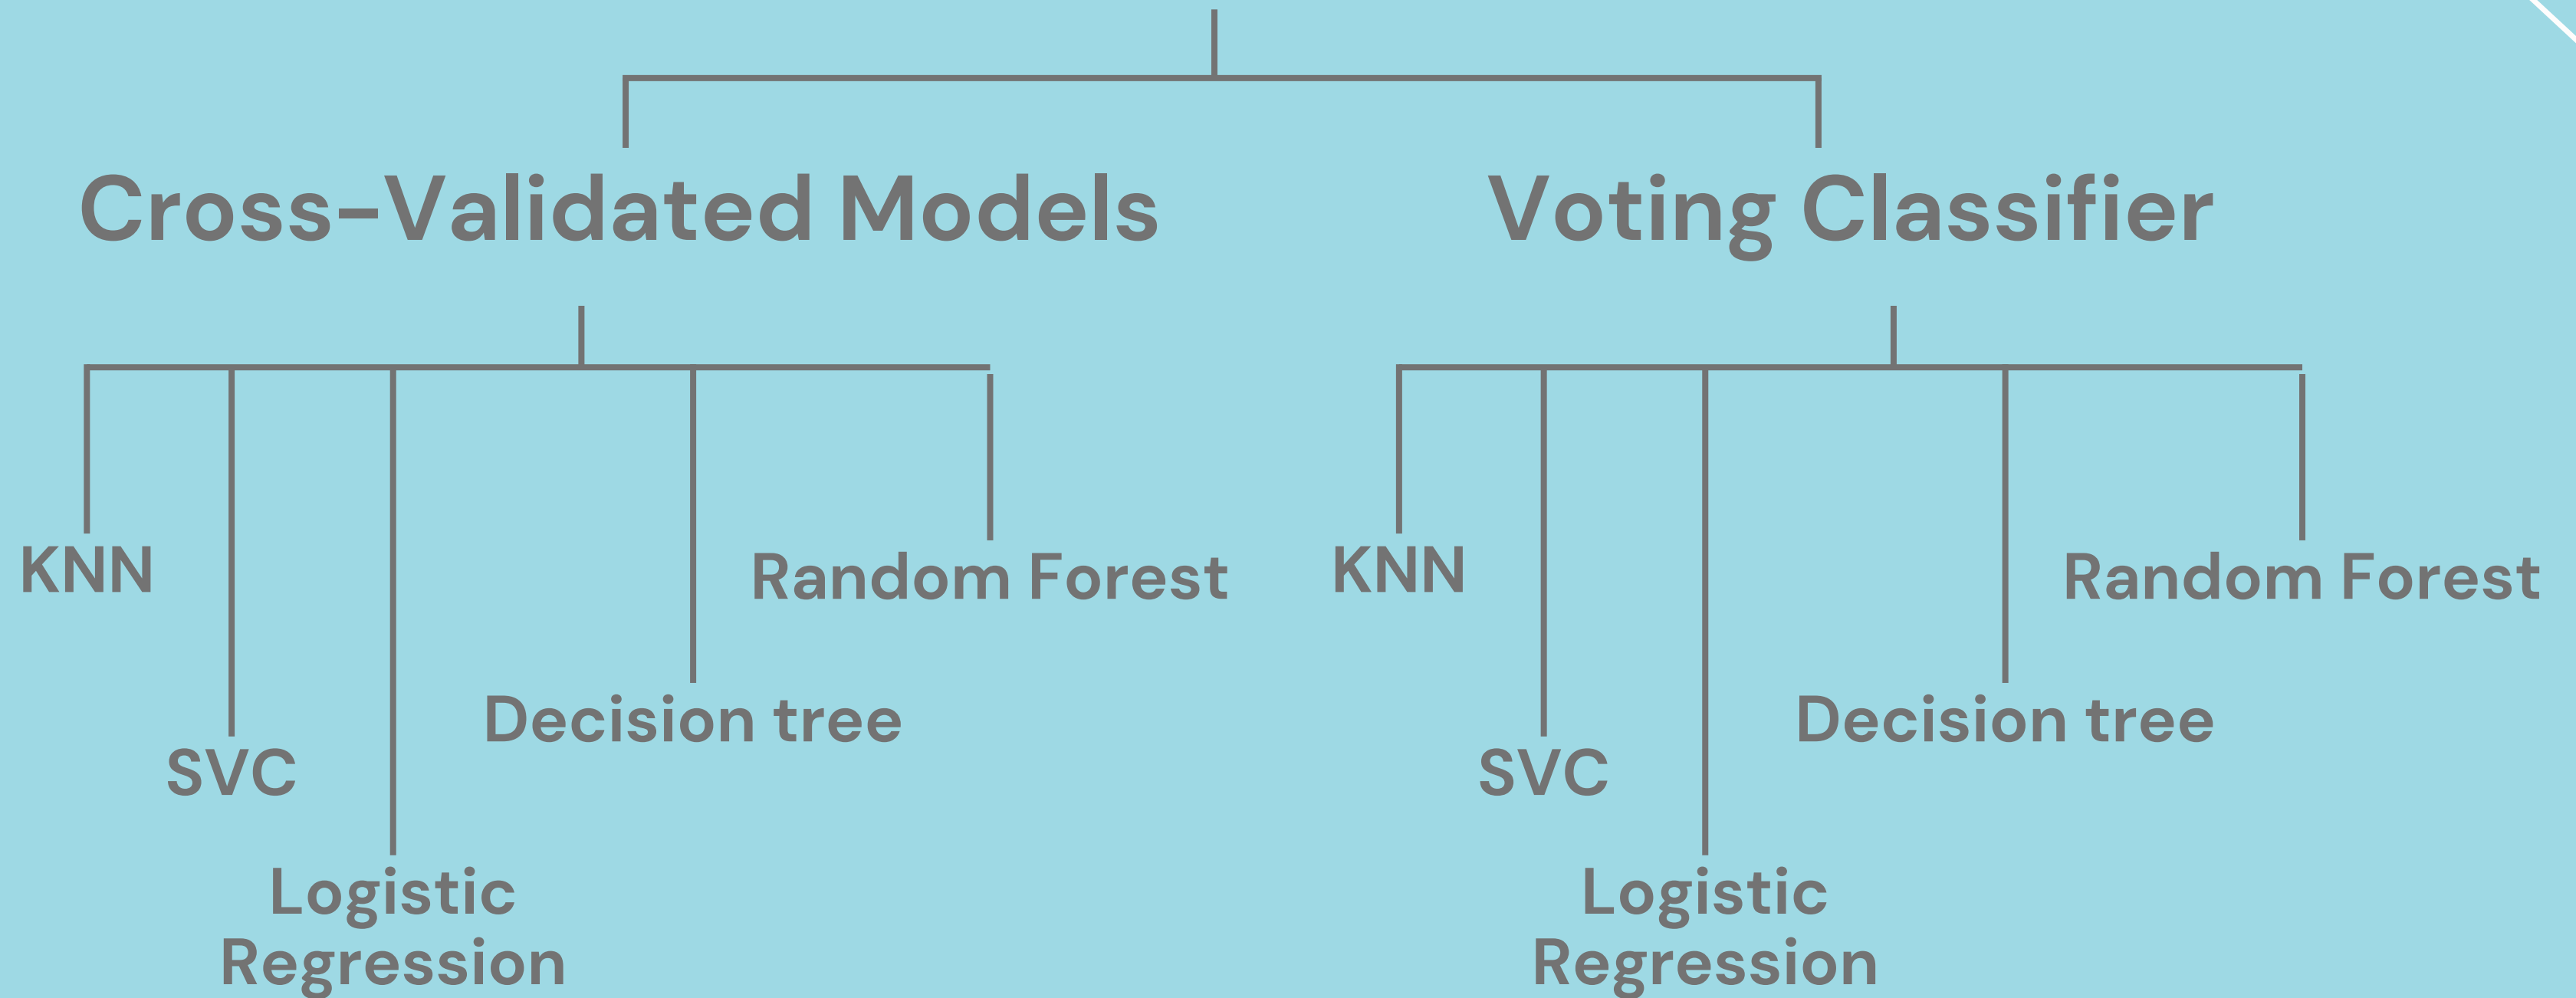 Cross-Validated Models
Voting Classifier
KNN
Random Forest
Decision tree
SVC
Logistic
Regression
KNN
Random Forest
Decision tree
SVC
Logistic
Regression